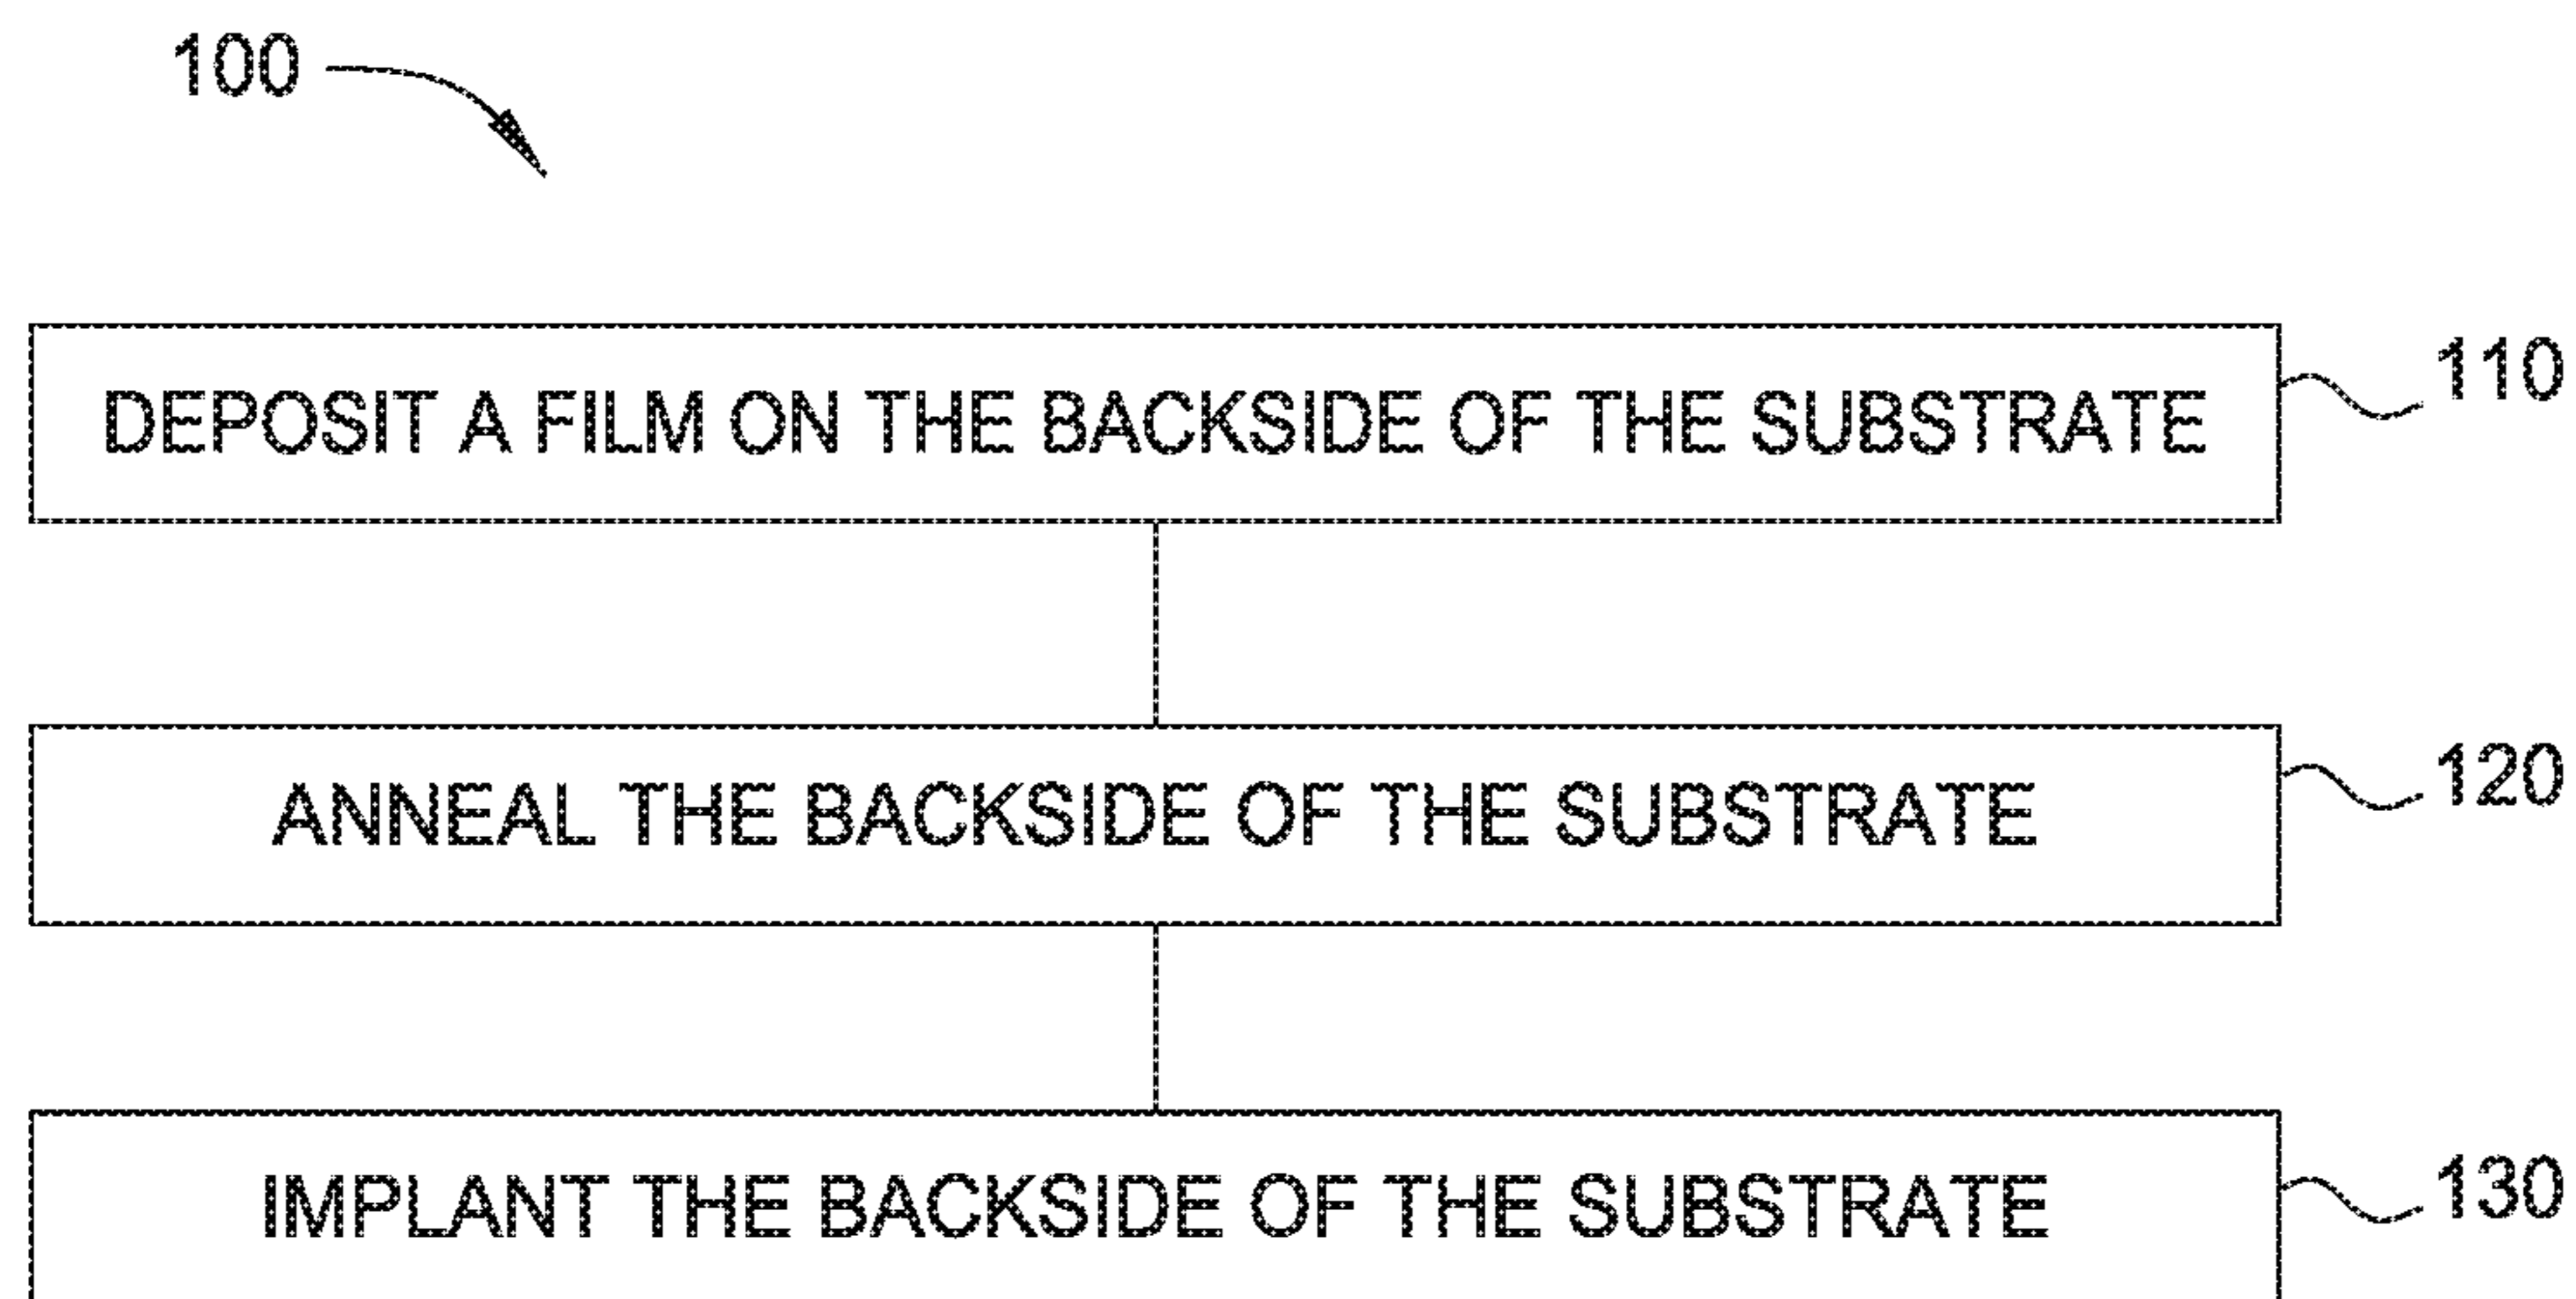 100
DEPOSIT A FILM ON THE BACKSIDE OF THE SUBSTRATE
110
ANNEAL THE BACKSIDE OF THE SUBSTRATE
120
IMPLANT THE BACKSIDE OF THE SUBSTRATE
130